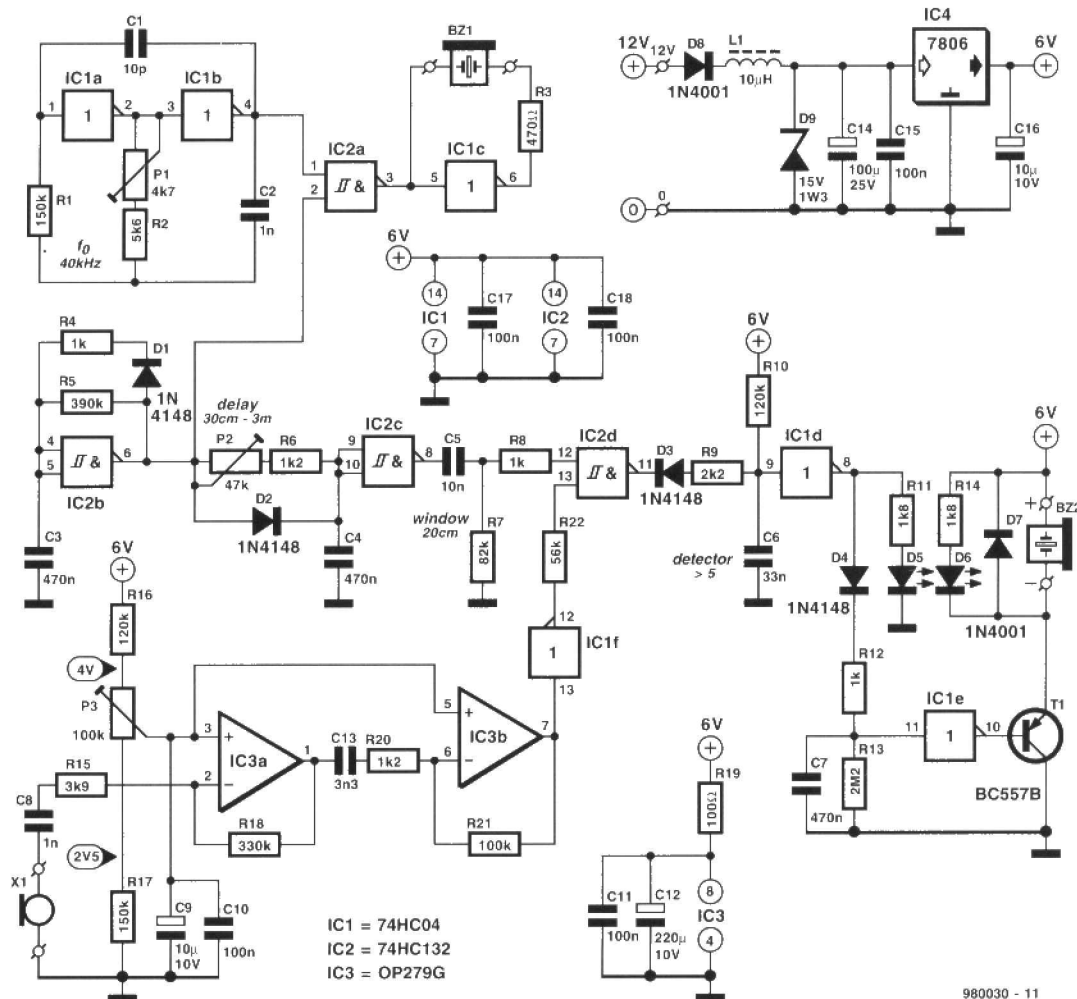 C1
10p
IC1a
1
1
2
IC1b
3
1
4
P1
4k7
R1
150k
R2
5k6
C2
1n
f0
40kHz
BZ1
R3
470Ω
IC2a
1
2
&
3
IC1c
5
1
6
12V
12V
D8
1N4001
L1
10µH
IC4
7806
6V
D9
15V
1W3
C14
100µ
25V
C15
100n
C16
10µ
10V
0
0
6V
14
IC1
7
C17
100n
14
IC2
7
C18
100n
R4
1k
D1
1N
4148
R5
390k
4
5
&
6
IC2b
C3
470n
delay
30cm - 3m
P2
47k
R6
1k2
D2
1N4148
C4
470n
IC2c
9
10
&
8
C5
10n
window
20cm
R7
82k
R8
1k
IC2d
12
13
&
11
R22
56k
D3
1N4148
R9
2k2
6V
R10
120k
detector
> 5
C6
33n
IC1d
9
1
8
D4
1N4148
R11
1k8
D5
R14
1k8
D6
D7
1N4001
6V
+
BZ2
−
R12
1k
IC1e
11
1
10
T1
BC557B
C7
470n
R13
2M2
12
1
IC1f
13
6V
R16
120k
4V
P3
100k
R15
3k9
C8
1n
2V5
X1
R17
150k
C9
10µ
10V
C10
100n
3
+
2
−
IC3a
1
R18
330k
C13
3n3
R20
1k2
5
+
6
−
IC3b
7
R21
100k
6V
R19
100Ω
C11
100n
C12
220µ
10V
8
IC3
4
IC1 = 74HC04
IC2 = 74HC132
IC3 = OP279G
980030 - 11